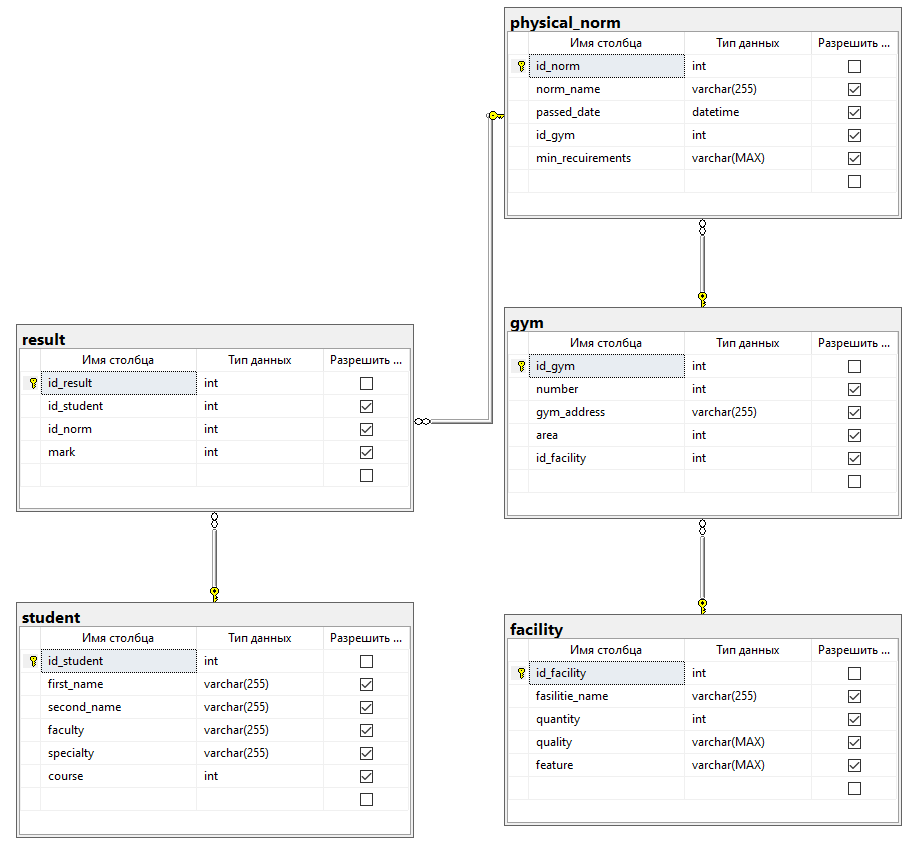 physical_norm
Имя столбца Тип данных Разрешить ...
id_norm int
norm_name varchar(255)
passed_date datetime
id_gym int
min_recuirements varchar(MAX)
gym
Имя столбца Тип данных Разрешить ...
id_gym int
number int
gym_address varchar(255)
area int
id_facility int
result
Имя столбца Тип данных Разрешить ...
id_result int
id_student int
id_norm int
mark int
student
Имя столбца Тип данных Разрешить ...
id_student int
first_name varchar(255)
second_name varchar(255)
faculty varchar(255)
specialty varchar(255)
course int
facility
Имя столбца Тип данных Разрешить ...
id_facility int
fasilitie_name varchar(255)
quantity int
quality varchar(MAX)
feature varchar(MAX)